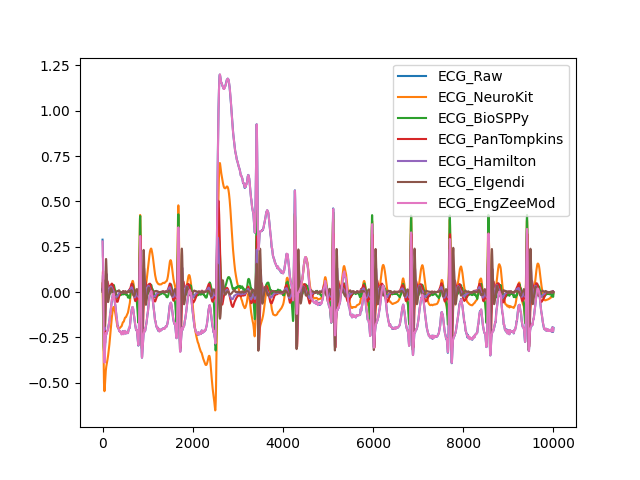 1.25
1.00
0.75
0.50
0.25
0.00
−0.25
−0.50
0 2000 4000 6000 8000 10000
ECG_Raw
ECG_NeuroKit
ECG_BioSPPy
ECG_PanTompkins
ECG_Hamilton
ECG_Elgendi
ECG_EngZeeMod